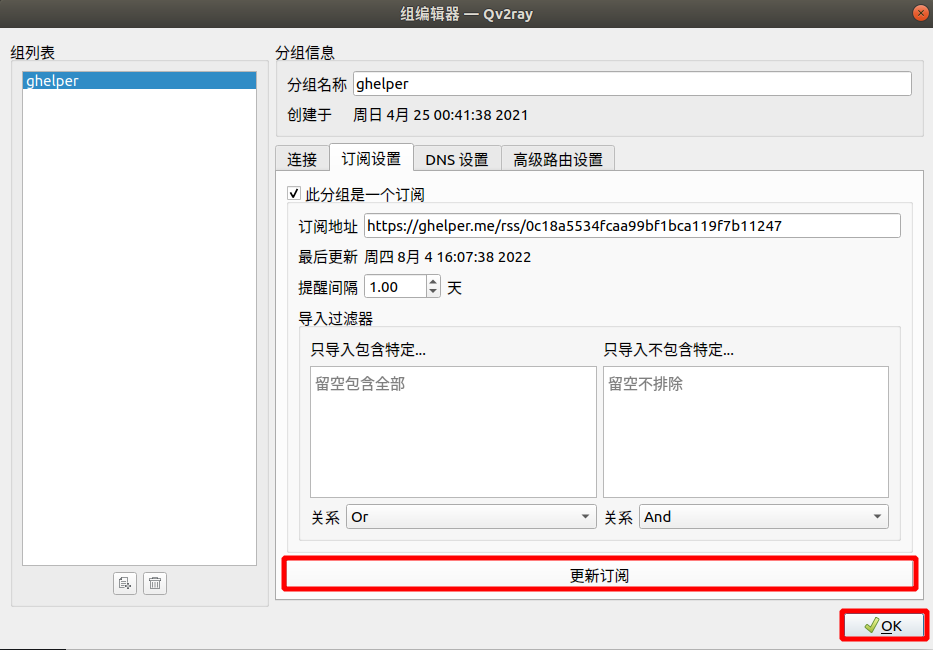 组编辑器 — Qv2ray
组列表
ghelper
分组信息
分组名称 ghelper
创建于 周日 4月 25 00:41:38 2021
连接 订阅设置 DNS 设置 高级路由设置
此分组是一个订阅
订阅地址 https://ghelper.me/rss/0c18a5534fcaa99bf1bca119f7b11247
最后更新 周四 8月 4 16:07:38 2022
提醒间隔 1.00 天
导入过滤器
只导入包含特定... 只导入不包含特定...
留空包含全部 留空不排除
关系 Or 关系 And
更新订阅
OK